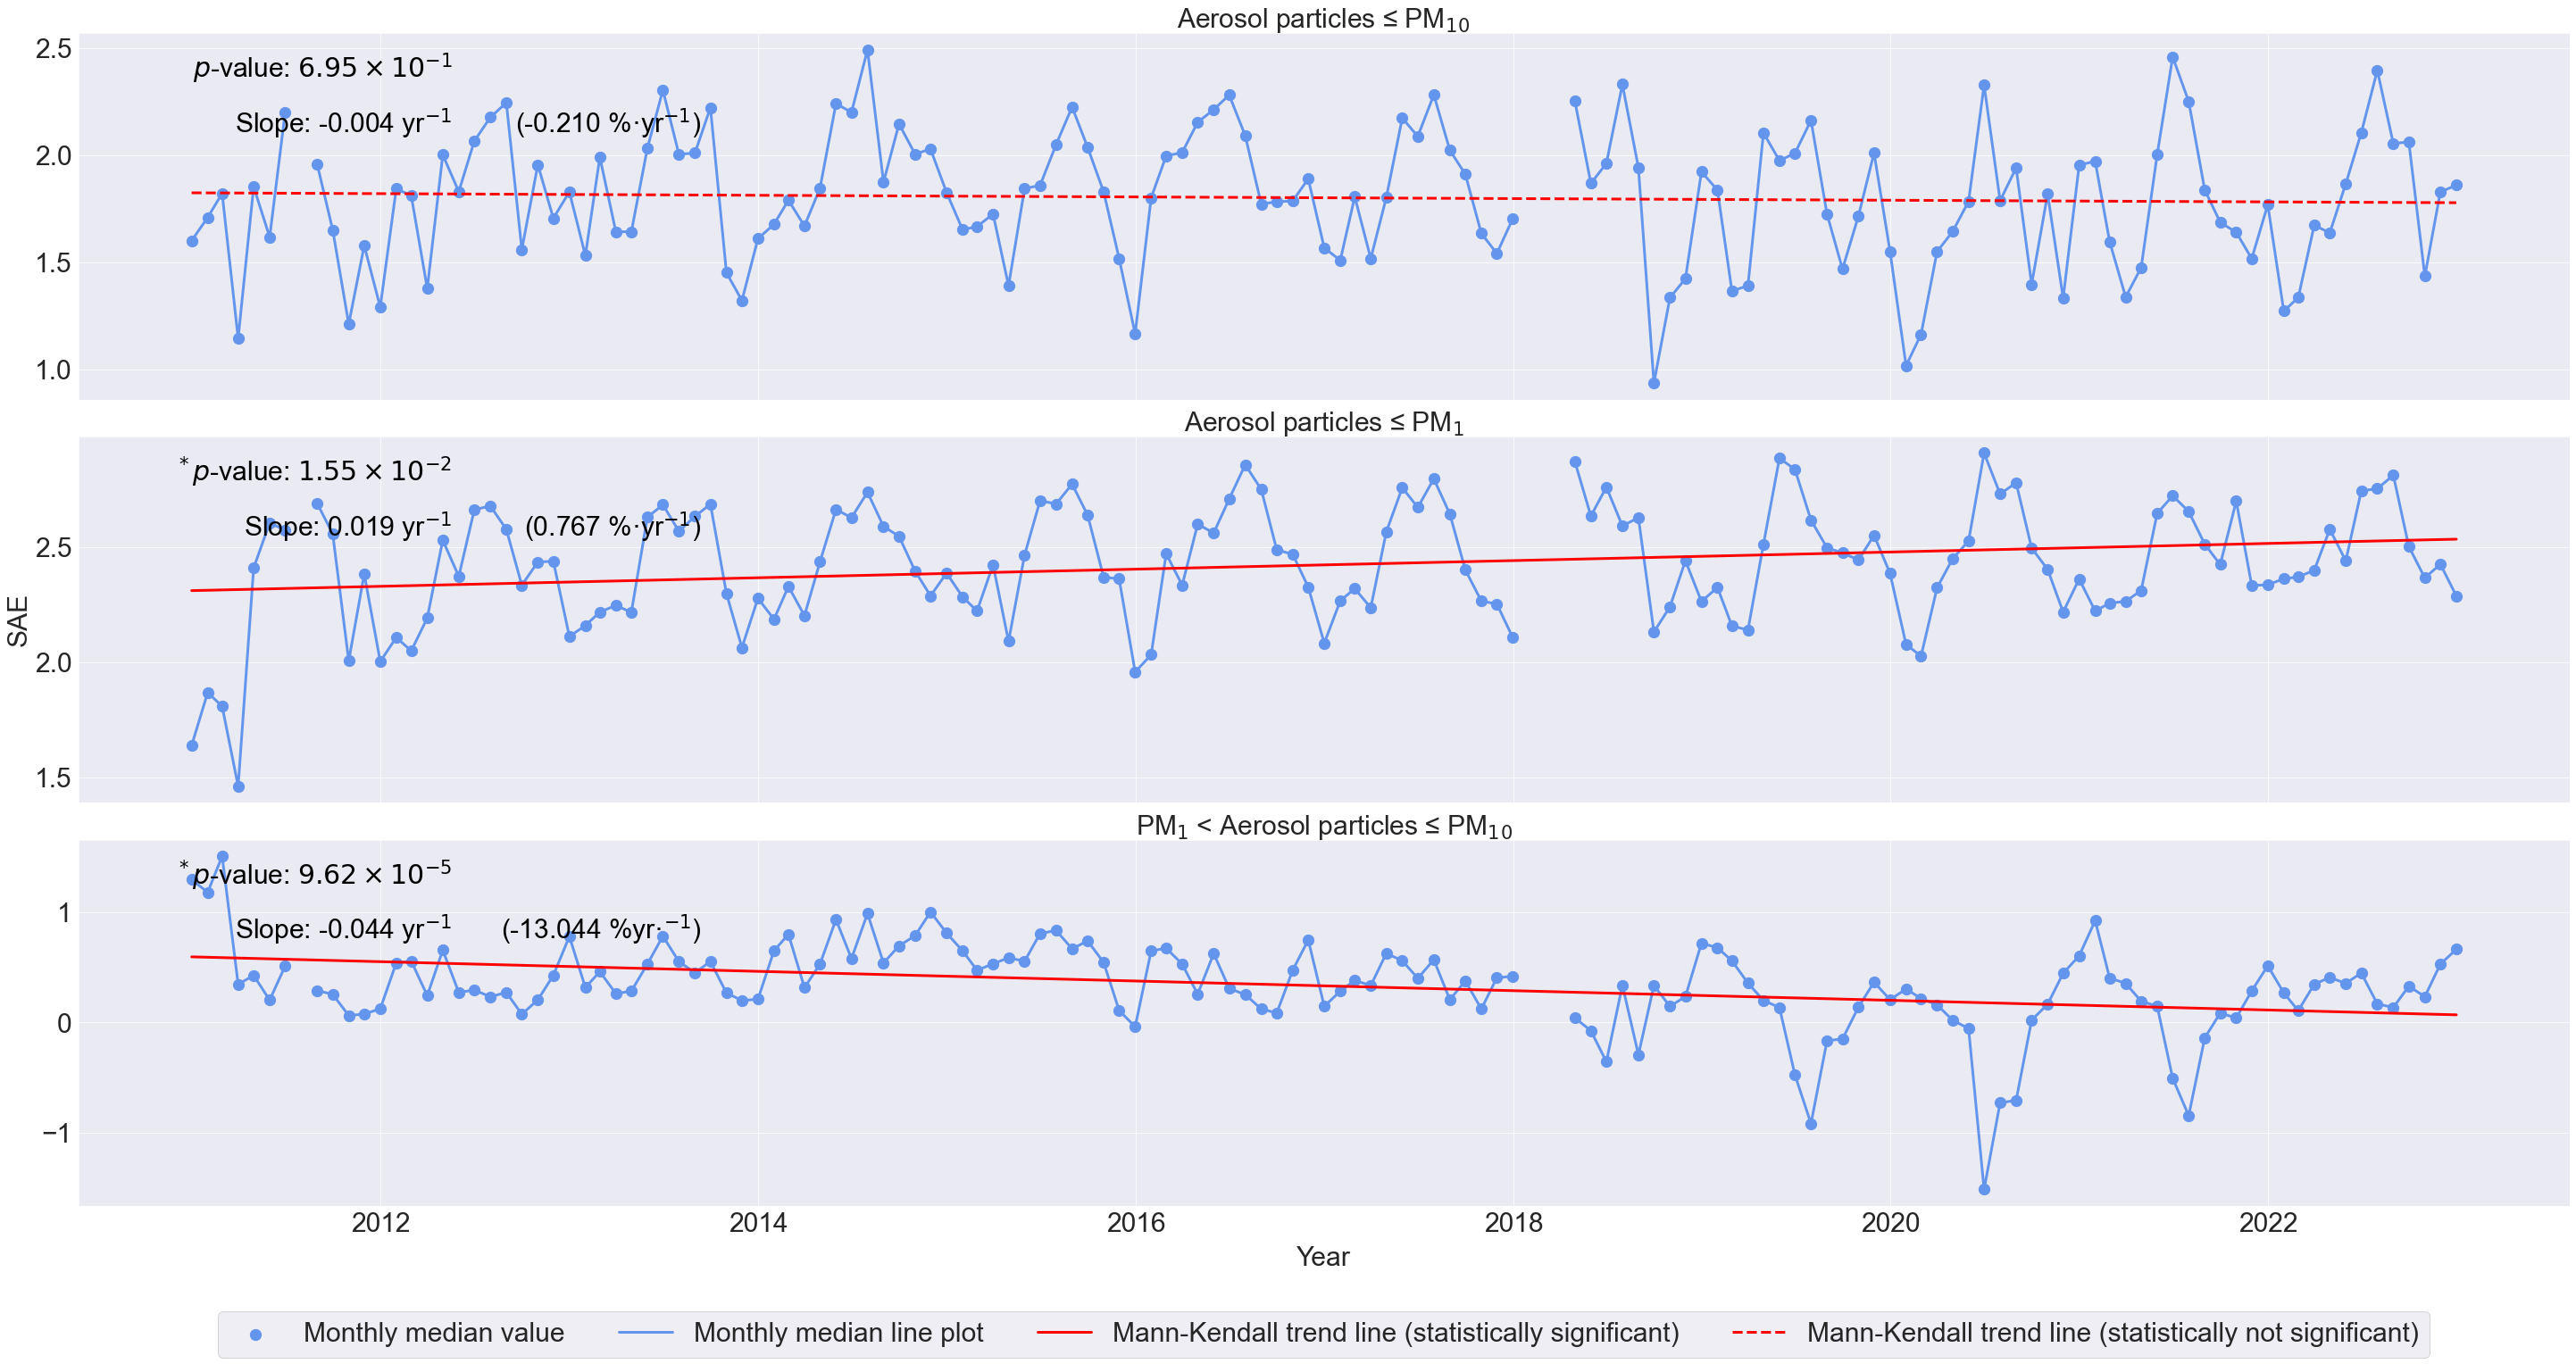 Aerosol particles ≤ PM₁₀
2.5
p-value: 6.95 × 10⁻¹
Slope: -0.004 yr⁻¹ (-0.210 %·yr⁻¹)
2.0
1.5
1.0
Aerosol particles ≤ PM₁
*p-value: 1.55 × 10⁻²
Slope: 0.019 yr⁻¹ (0.767 %·yr⁻¹)
2.5
2.0
1.5
SAE
PM₁ < Aerosol particles ≤ PM₁₀
*p-value: 9.62 × 10⁻⁵
1
Slope: -0.044 yr⁻¹ (-13.044 %yr·⁻¹)
0
−1
2012 2014 2016 2018 2020 2022
Year
Monthly median value Monthly median line plot Mann-Kendall trend line (statistically significant) Mann-Kendall trend line (statistically not significant)